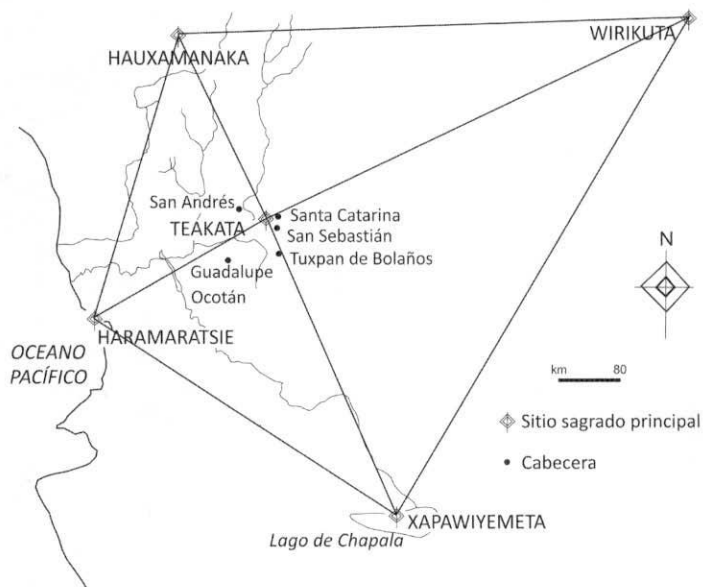 WIRIKUTA
HAUXAMANAKA
San Andrés
TEAKATA
Santa Catarina
San Sebastián
Tuxpan de Bolaños
Guadalupe
Ocotán
N
HARAMARATSIE
OCEANO
PACÍFICO
km 80
Sitio sagrado principal
Cabecera
XAPAWIYEMETA
Lago de Chapala